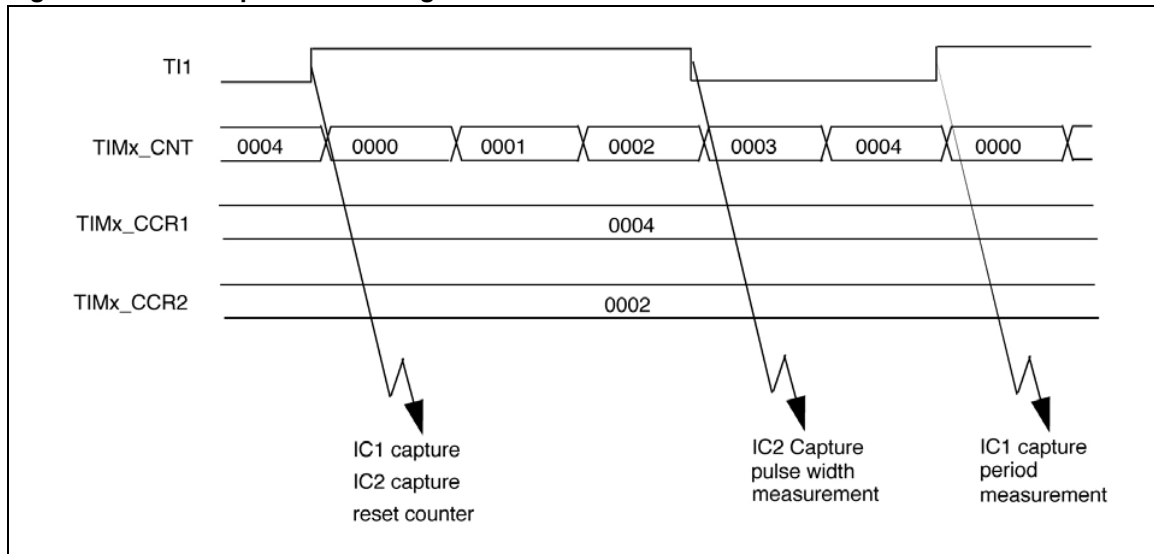 TI1
TIMx_CNT 0004 0000 0001 0002 0003 0004 0000
TIMx_CCR1 0004
TIMx_CCR2 0002
IC1 capture
IC2 capture
reset counter
IC2 Capture
pulse width
measurement
IC1 capture
period
measurement